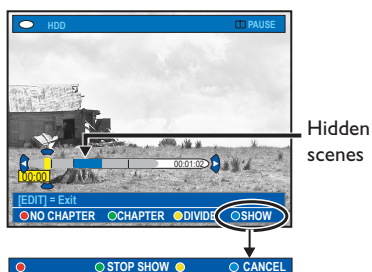 HDD PAUSE
00:01:02
00:00
[EDIT] = Exit
NO CHAPTER CHAPTER DIVIDE SHOW
Hidden
scenes
STOP SHOW CANCEL